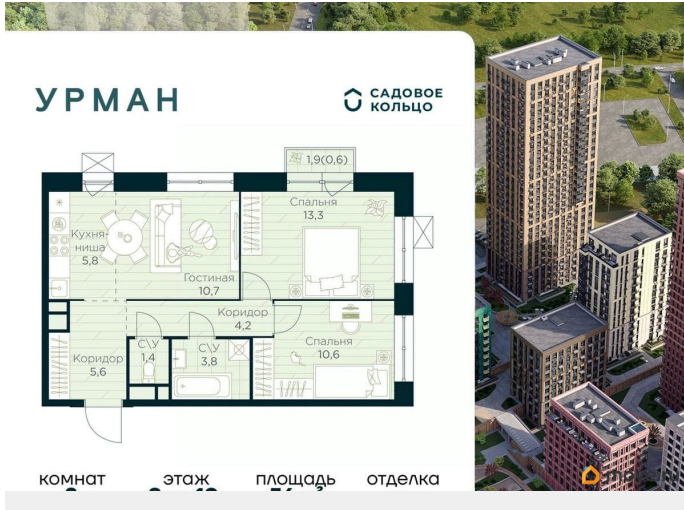 УРМАН
САДОВОЕ
КОЛЬЦО
1,9(0,6)
Спальня
13,3
Кухня-
ниша
5,8
Гостиная
10,7
Коридор
4,2
С\У
1,4
С\У
3,8
Спальня
10,6
Коридор
5,6
комнат
этаж
площадь
отделка